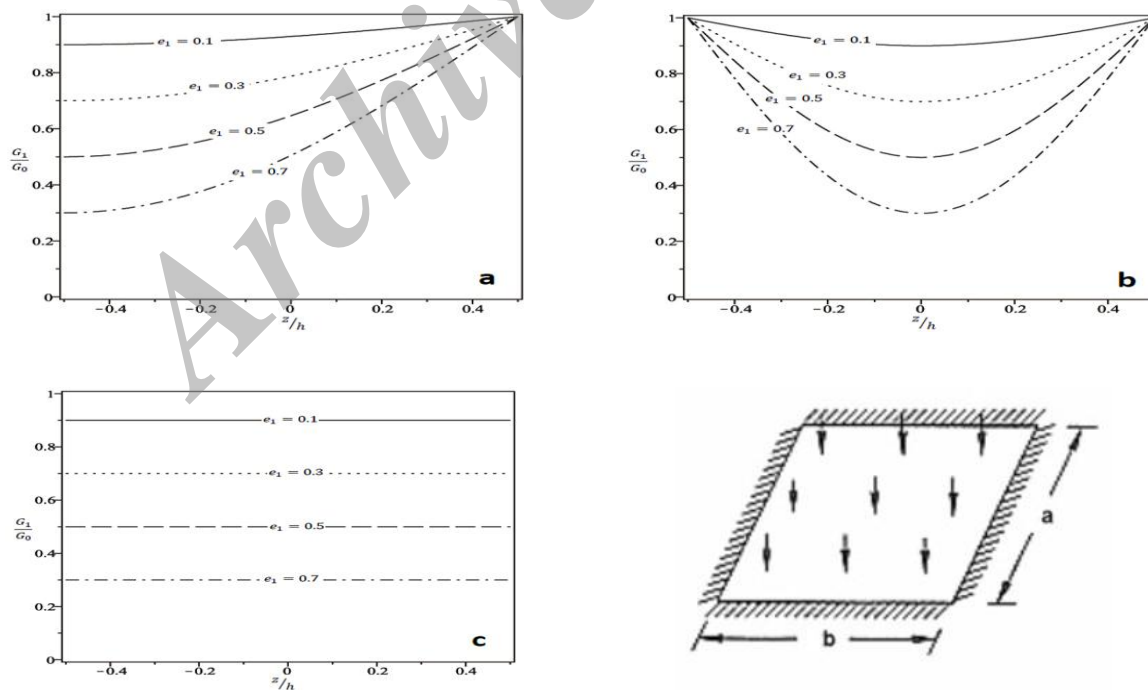 1
0.8
0.6
0.4
0.2
0
G₁
G₀
e₁ = 0.1
e₁ = 0.3
e₁ = 0.5
e₁ = 0.7
a
−0.4 −0.2 0 0.2 0.4
z/h
1
0.8
0.6
0.4
0.2
0
G₁
G₀
e₁ = 0.1
e₁ = 0.3
e₁ = 0.5
e₁ = 0.7
b
−0.4 −0.2 0 0.2 0.4
z/h
1
0.8
0.6
0.4
0.2
0
G₁
G₀
e₁ = 0.1
e₁ = 0.3
e₁ = 0.5
e₁ = 0.7
c
−0.4 −0.2 0 0.2 0.4
z/h
a
b
Archive